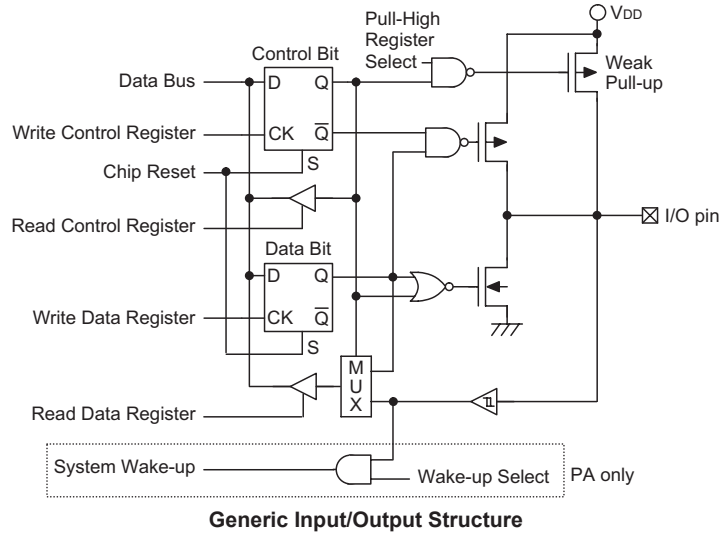 VDD
Pull-High
Register
Select
Control Bit
Weak
Pull-up
Data Bus
D
Q
Write Control Register
CK
Q
Chip Reset
S
Read Control Register
I/O pin
Data Bit
D
Q
Write Data Register
CK
Q
S
M
U
X
Read Data Register
System Wake-up
Wake-up Select
PA only
Generic Input/Output Structure